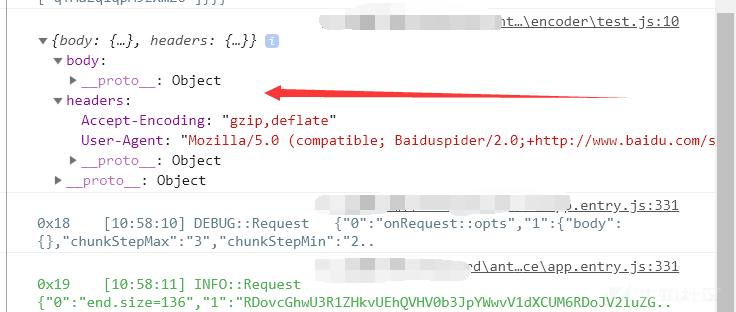 nt…\encoder\test.js:10
▼ {body: {…}, headers: {…}} i
▼ body:
▶ __proto__: Object
▼ headers:
Accept-Encoding: "gzip,deflate"
User-Agent: "Mozilla/5.0 (compatible; Baiduspider/2.0;+http://www.baidu.com/s
▶ __proto__: Object
▶ __proto__: Object
app.entry.js:331
0x18 [10:58:10] DEBUG::Request {"0":"onRequest::opts","1":{"body":
{},"chunkStepMax":"3","chunkStepMin":"2..
rd\ant…ce\app.entry.js:331
0x19 [10:58:11] INFO::Request
{"0":"end.size=136","1":"RDovcGhwU3R1ZHkvUEhQVHV0b3JpYWwvV1dXCUM6RDoJV2luZG..